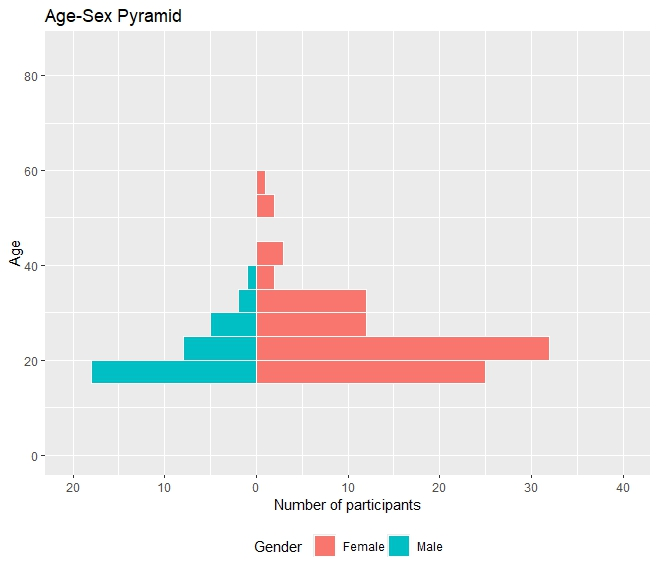 Age-Sex Pyramid
80
60
40
20
0
Age
20 10 0 10 20 30 40
Number of participants
Gender Female Male